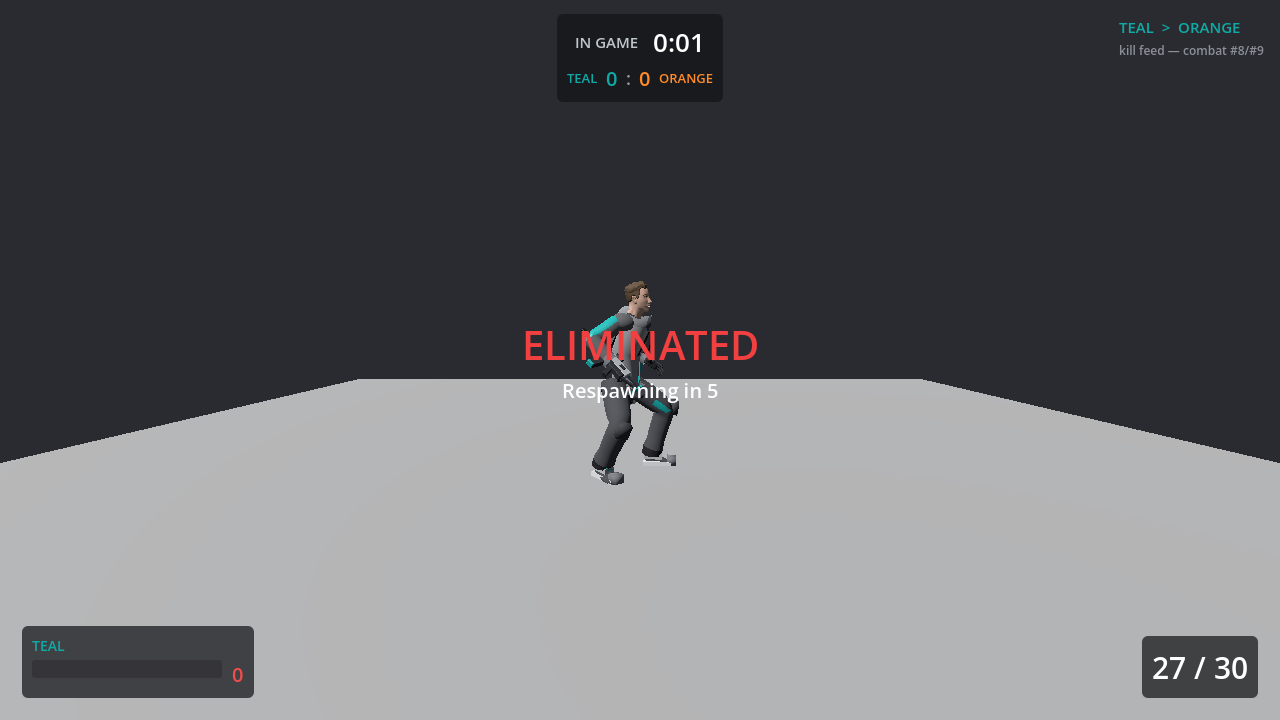 IN GAME 0:01
TEAL 0 : 0 ORANGE
TEAL > ORANGE
kill feed — combat #8/#9
ELIMINATED
Respawning in 5
TEAL
0
27 / 30